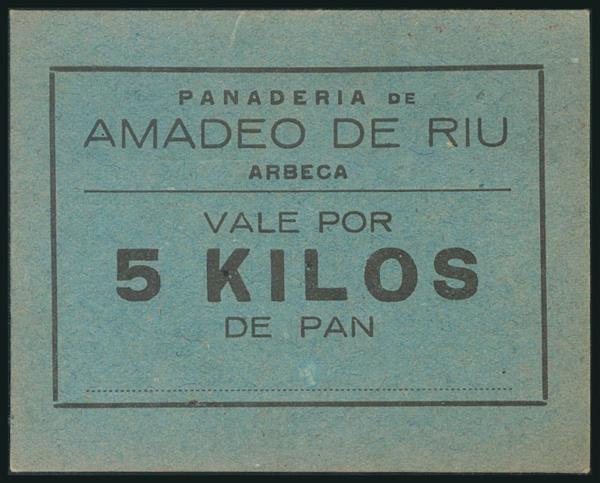 PANADERIA DE
AMADEO DE RIU
ARBECA
VALE POR
5 KILOS
DE PAN